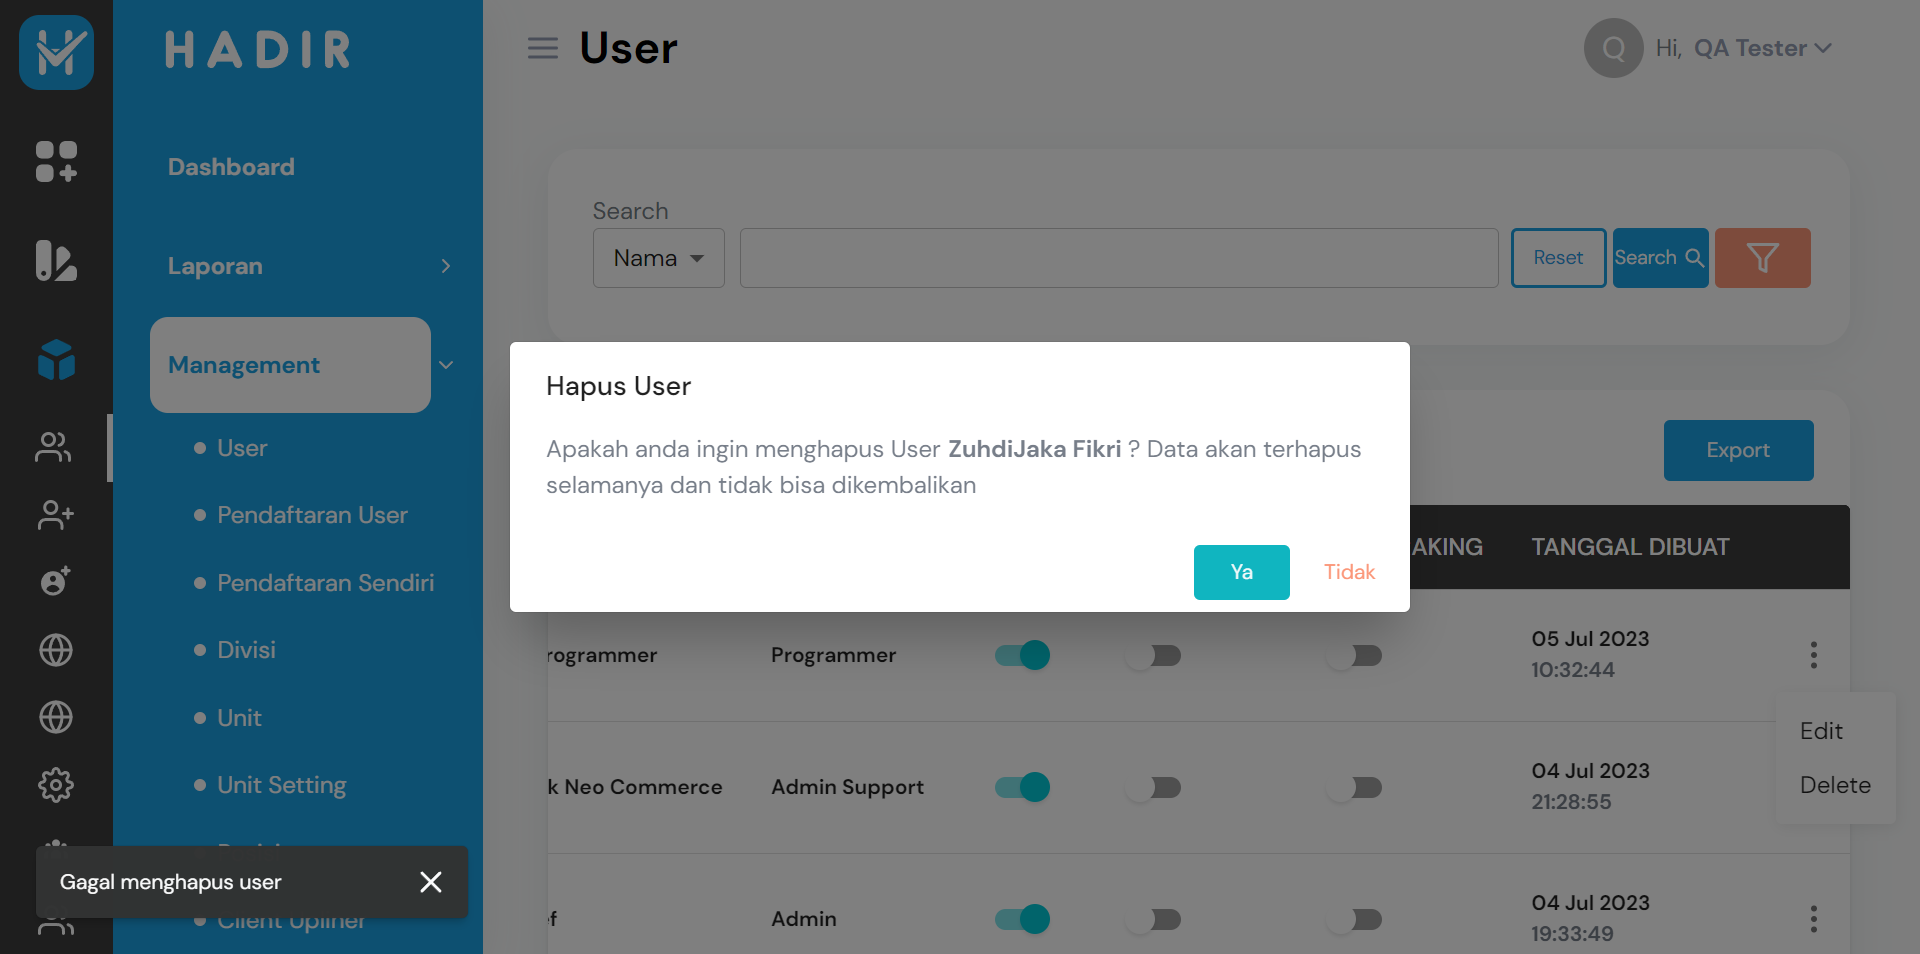 HADIR
User
Q
Hi, QA Tester
Dashboard
Laporan
Management
User
Pendaftaran User
Pendaftaran Sendiri
Divisi
Unit
Unit Setting
Client Upliner
Search
Nama
Reset
Search
Hapus User
Apakah anda ingin menghapus User ZuhdiJaka Fikri ? Data akan terhapus
selamanya dan tidak bisa dikembalikan
Ya
Tidak
Export
AKING
TANGGAL DIBUAT
rogrammer
Programmer
05 Jul 2023
10:32:44
Edit
Delete
k Neo Commerce
Admin Support
04 Jul 2023
21:28:55
f
Admin
04 Jul 2023
19:33:49
Gagal menghapus user